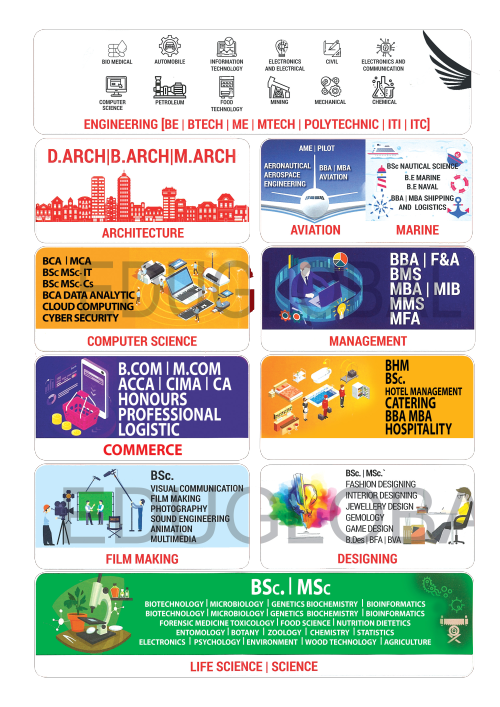 BIO MEDICAL
AUTOMOBILE
INFORMATION
TECHNOLOGY
ELECTRONICS
AND ELECTRICAL
CIVIL
ELECTRONICS AND
COMMUNICATION
COMPUTER
SCIENCE
PETROLEUM
FOOD
TECHNOLOGY
MINING
MECHANICAL
CHEMICAL
ENGINEERING [BE | BTECH | ME | MTECH | POLYTECHNIC | ITI | ITC]
D.ARCH|B.ARCH|M.ARCH
ARCHITECTURE
AME | PILOT
AERONAUTICAL
AEROSPACE
ENGINEERING
BBA | MBA
AVIATION
AVIATION
BSc NAUTICAL SCIENCE
B.E MARINE
B.E NAVAL
BBA | MBA SHIPPING
AND LOGISTICS
MARINE
BCA | MCA
BSc MSc- IT
BSc MSc- Cs
BCA DATA ANALYTIC
CLOUD COMPUTING
CYBER SECURITY
COMPUTER SCIENCE
BBA | F&A
BMS
MBA | MIB
MMS
MFA
MANAGEMENT
EDUGLOBAL
B.COM | M.COM
ACCA | CIMA | CA
HONOURS
PROFESSIONAL
LOGISTIC
COMMERCE
BHM
BSc.
HOTEL MANAGEMENT
CATERING
BBA MBA
HOSPITALITY
BSc.
VISUAL COMMUNICATION
FILM MAKING
PHOTOGRAPHY
SOUND ENGINEERING
ANIMATION
MULTIMEDIA
FILM MAKING
BSc. | MSc.`
FASHION DESIGNING
INTERIOR DESIGNING
JEWELLERY DESIGN
GEMOLOGY
GAME DESIGN
B.Des | BFA | BVA
DESIGNING
EDUGLOBAL
BSc. | MSc
BIOTECHNOLOGY | MICROBIOLOGY | GENETICS BIOCHEMISTRY | BIOINFORMATICS
BIOTECHNOLOGY | MICROBIOLOGY | GENETICS BIOCHEMISTRY | BIOINFORMATICS
FORENSIC MEDICINE TOXICOLOGY | FOOD SCIENCE | NUTRITION DIETETICS
ENTOMOLOGY | BOTANY | ZOOLOGY | CHEMISTRY | STATISTICS
ELECTRONICS | PSYCHOLOGY | ENVIRONMENT | WOOD TECHNOLOGY | AGRICULTURE
LIFE SCIENCE | SCIENCE